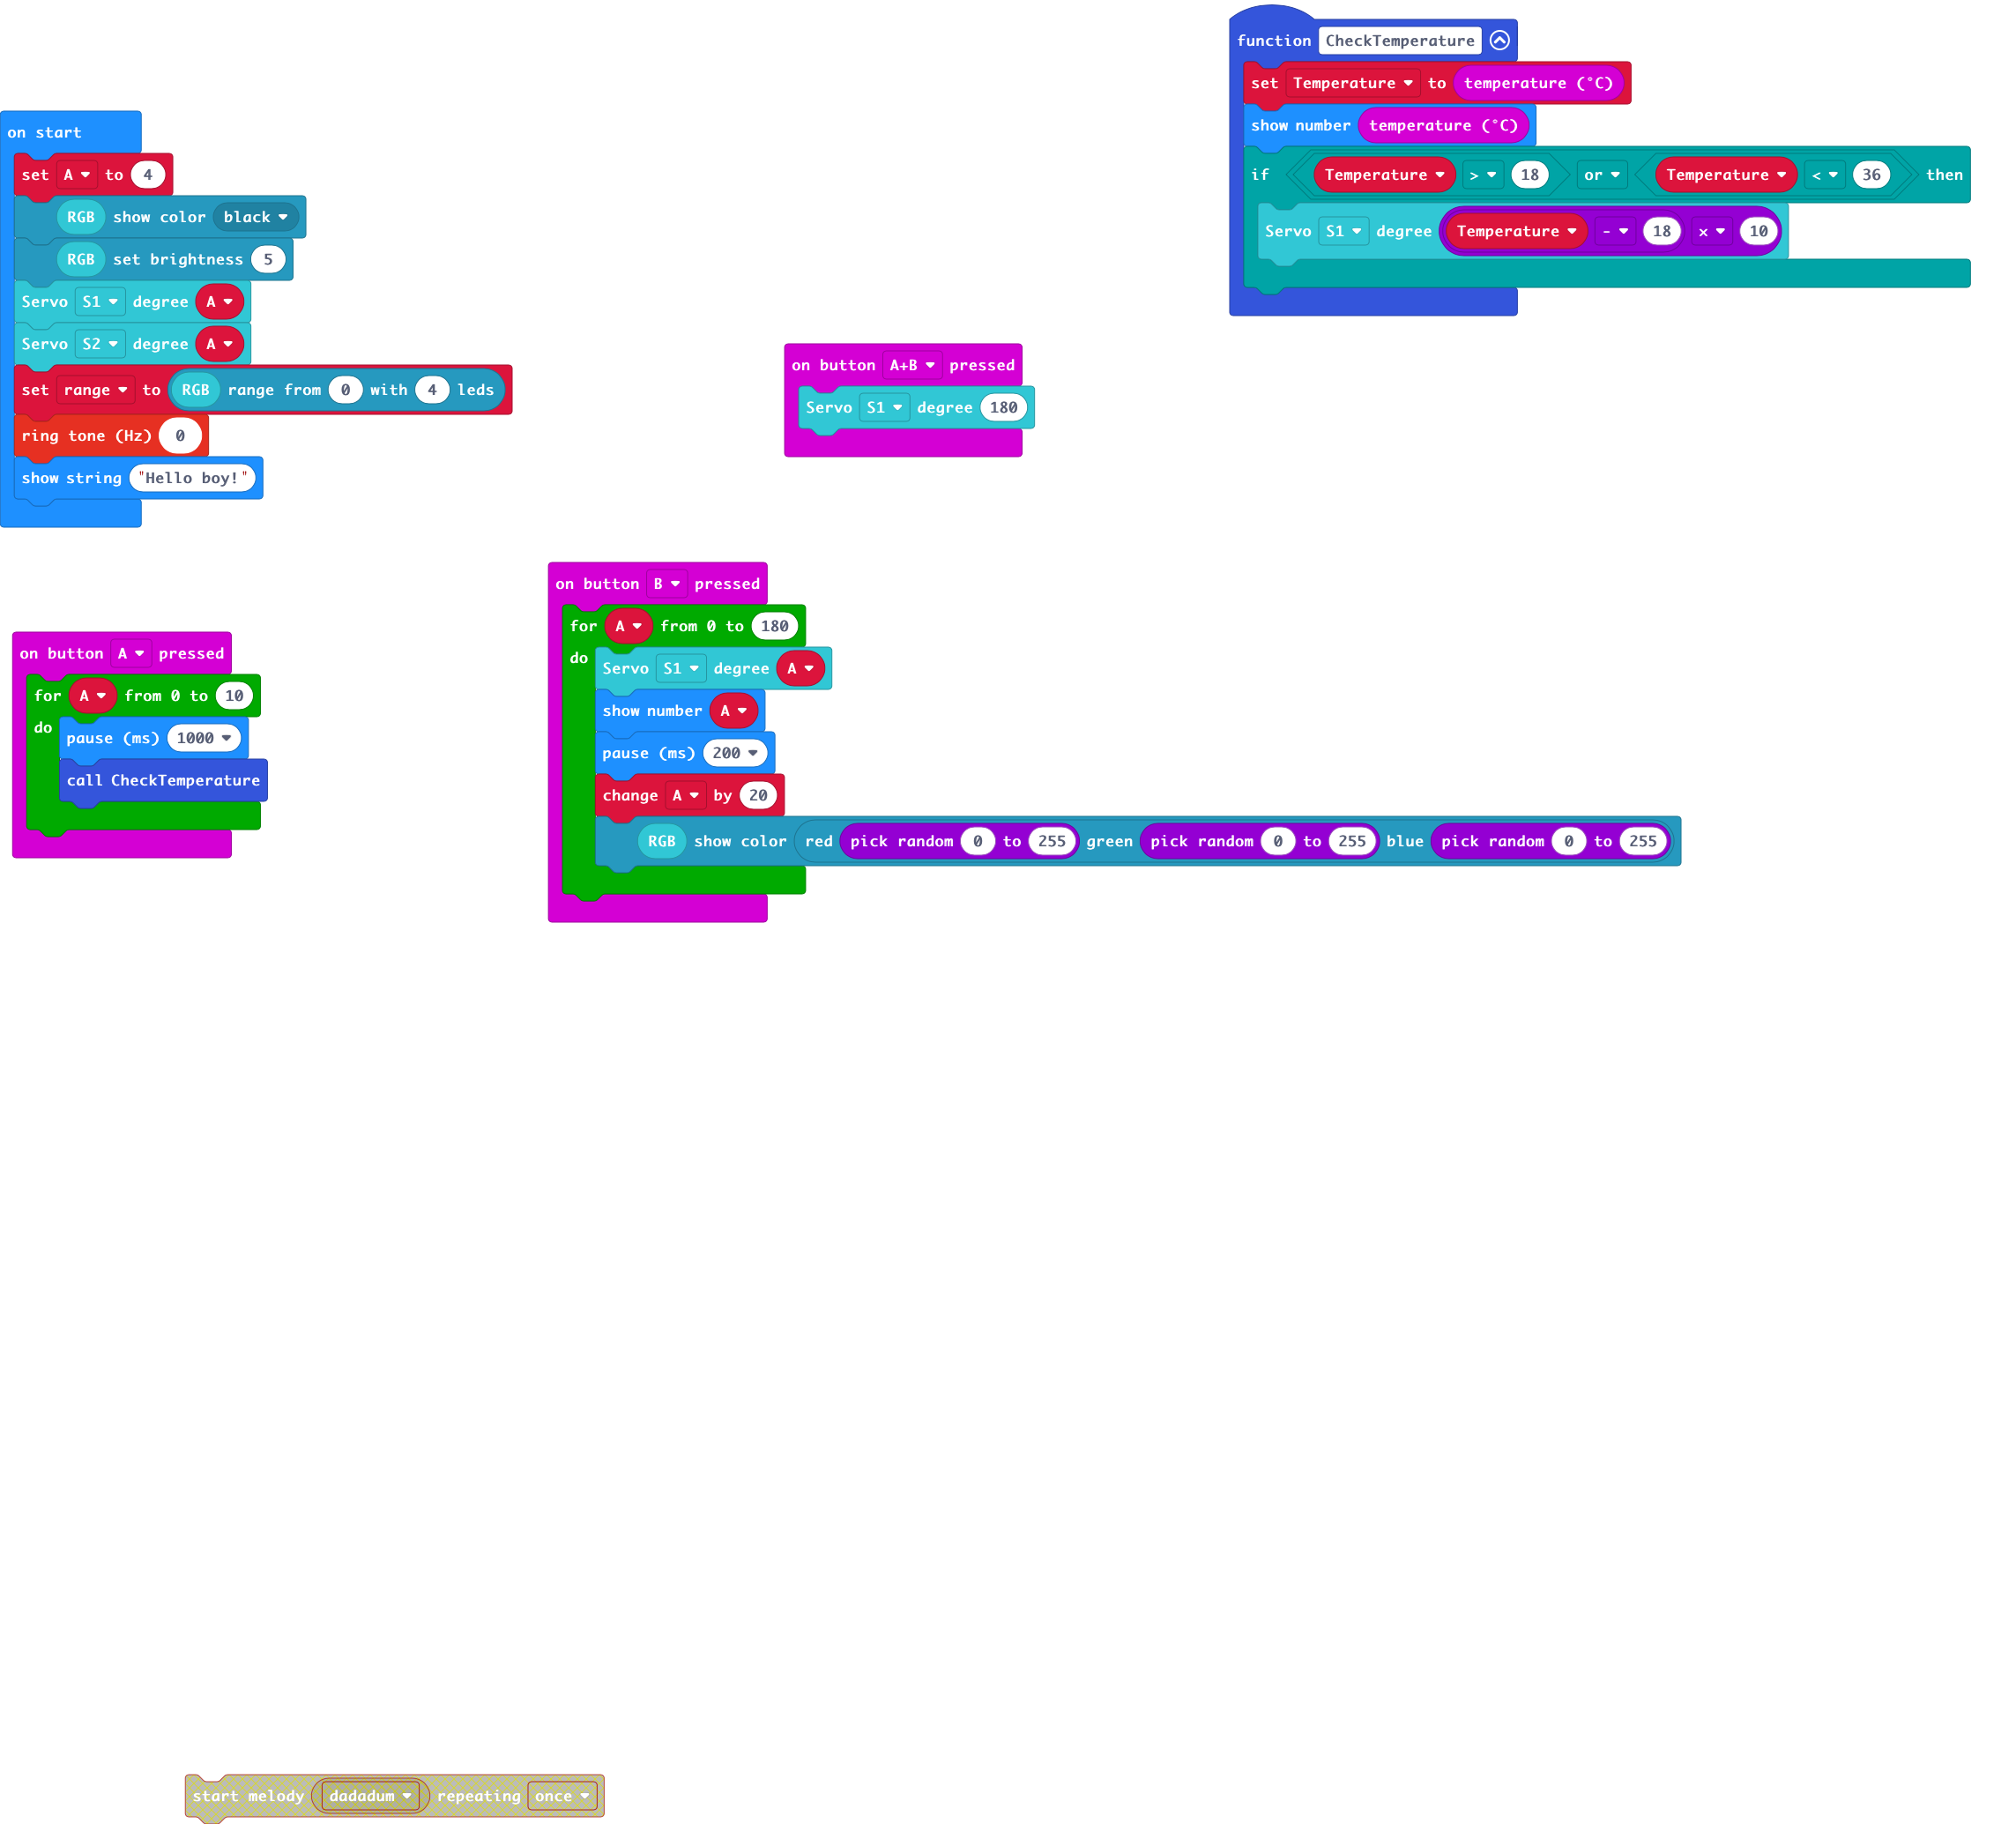 on start
set A to 4
RGB show color black
RGB set brightness 5
Servo S1 degree A
Servo S2 degree A
set range to RGB range from 0 with 4 leds
ring tone (Hz) 0
show string "Hello boy!"
function CheckTemperature
set Temperature to temperature (°C)
show number temperature (°C)
if Temperature > 18 or Temperature < 36 then
Servo S1 degree Temperature - 18 × 10
on button A+B pressed
Servo S1 degree 180
on button A pressed
for A from 0 to 10
do
pause (ms) 1000
call CheckTemperature
on button B pressed
for A from 0 to 180
do
Servo S1 degree A
show number A
pause (ms) 200
change A by 20
RGB show color red pick random 0 to 255 green pick random 0 to 255 blue pick random 0 to 255
start melody dadadum repeating once